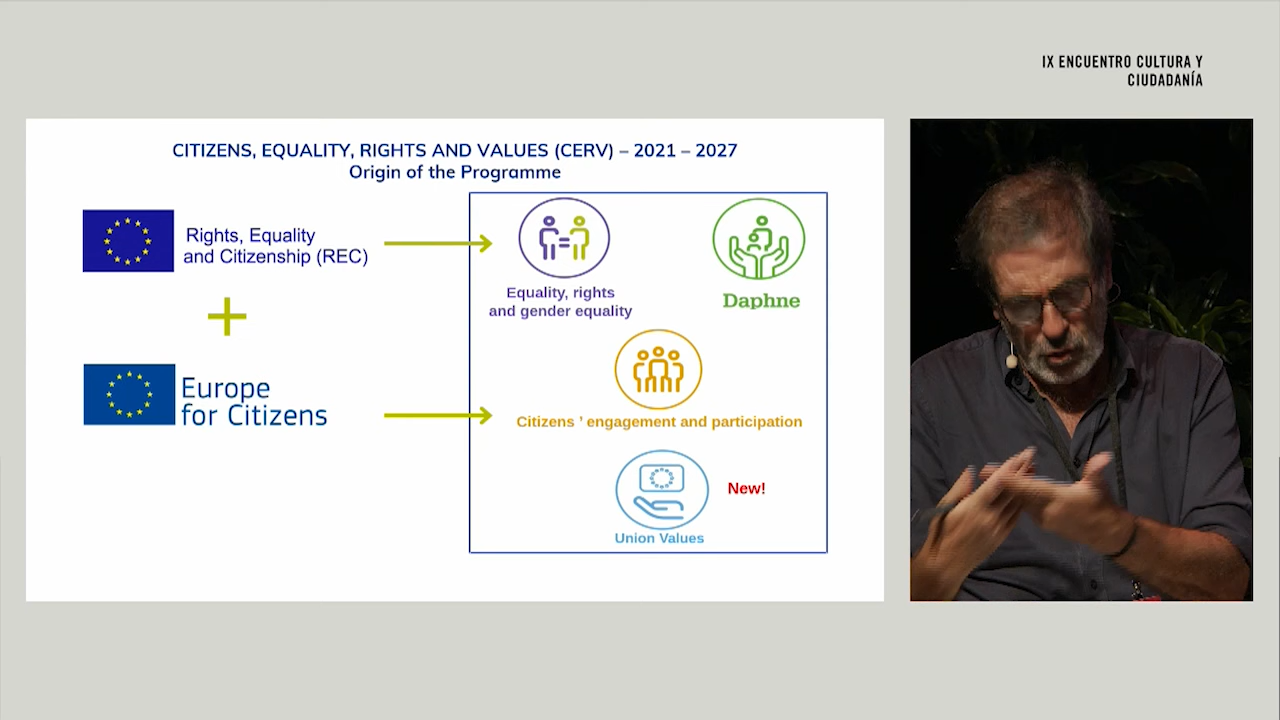 IX ENCUENTRO CULTURA Y
CIUDADANÍA
CITIZENS, EQUALITY, RIGHTS AND VALUES (CERV) – 2021 – 2027
Origin of the Programme
Rights, Equality
and Citizenship (REC)
+
Europe
for Citizens
Equality, rights
and gender equality
Daphne
Citizens ’ engagement and participation
New!
Union Values